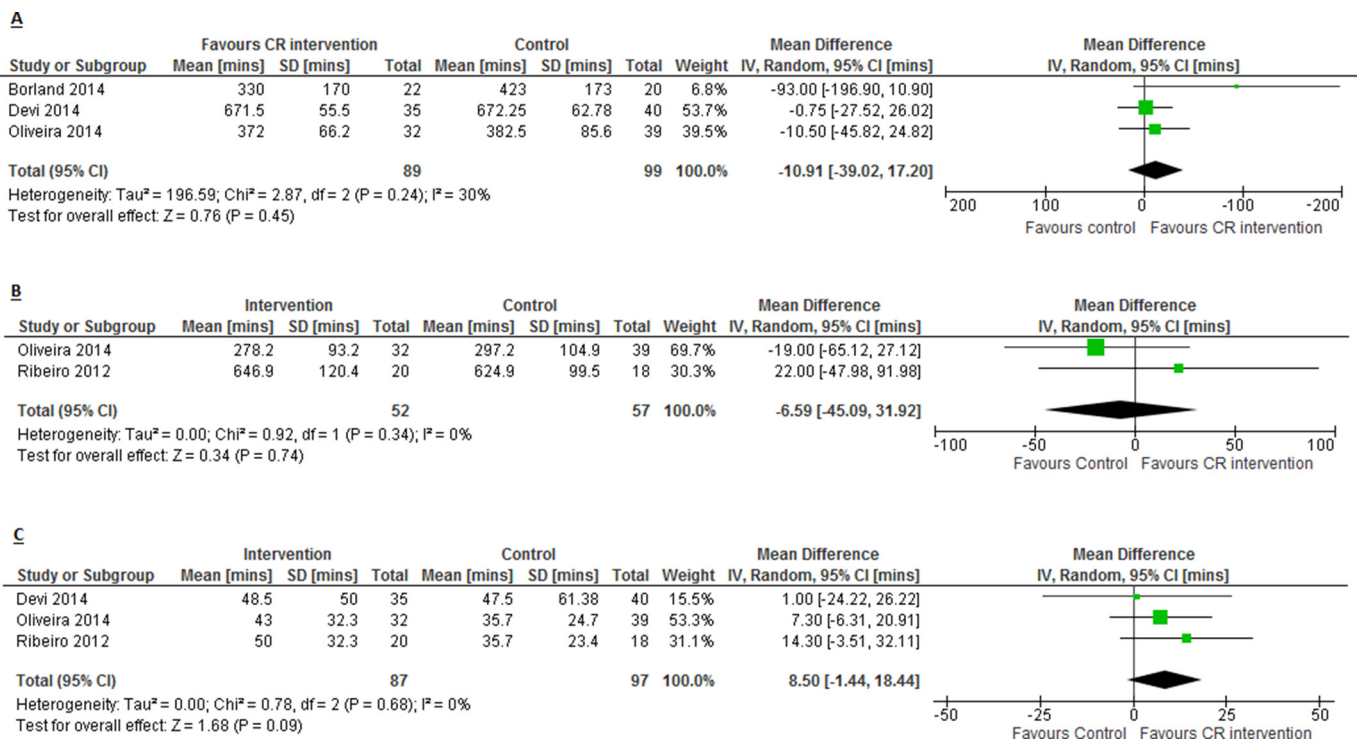 A
Favours CR intervention Control Mean Difference Mean Difference
Study or Subgroup Mean [mins] SD [mins] Total Mean [mins] SD [mins] Total Weight IV, Random, 95% CI [mins] IV, Random, 95% CI [mins]
Borland 2014 330 170 22 423 173 20 6.8% -93.00 [-196.90, 10.90]
Devi 2014 671.5 55.5 35 672.25 62.78 40 53.7% -0.75 [-27.52, 26.02]
Oliveira 2014 372 66.2 32 382.5 85.6 39 39.5% -10.50 [-45.82, 24.82]
Total (95% CI) 89 99 100.0% -10.91 [-39.02, 17.20]
Heterogeneity: Tau² = 196.59; Chi² = 2.87, df = 2 (P = 0.24); I² = 30%
Test for overall effect: Z = 0.76 (P = 0.45)
200 100 0 -100 -200
Favours control Favours CR intervention
B
Intervention Control Mean Difference Mean Difference
Study or Subgroup Mean [mins] SD [mins] Total Mean [mins] SD [mins] Total Weight IV, Random, 95% CI [mins] IV, Random, 95% CI [mins]
Oliveira 2014 278.2 93.2 32 297.2 104.9 39 69.7% -19.00 [-65.12, 27.12]
Ribeiro 2012 646.9 120.4 20 624.9 99.5 18 30.3% 22.00 [-47.98, 91.98]
Total (95% CI) 52 57 100.0% -6.59 [-45.09, 31.92]
Heterogeneity: Tau² = 0.00; Chi² = 0.92, df = 1 (P = 0.34); I² = 0%
Test for overall effect: Z = 0.34 (P = 0.74)
-100 -50 0 50 100
Favours Control Favours CR intervention
C
Intervention Control Mean Difference Mean Difference
Study or Subgroup Mean [mins] SD [mins] Total Mean [mins] SD [mins] Total Weight IV, Random, 95% CI [mins] IV, Random, 95% CI [mins]
Devi 2014 48.5 50 35 47.5 61.38 40 15.5% 1.00 [-24.22, 26.22]
Oliveira 2014 43 32.3 32 35.7 24.7 39 53.3% 7.30 [-6.31, 20.91]
Ribeiro 2012 50 32.3 20 35.7 23.4 18 31.1% 14.30 [-3.51, 32.11]
Total (95% CI) 87 97 100.0% 8.50 [-1.44, 18.44]
Heterogeneity: Tau² = 0.00; Chi² = 0.78, df = 2 (P = 0.68); I² = 0%
Test for overall effect: Z = 1.68 (P = 0.09)
-50 -25 0 25 50
Favours Control Favours CR intervention